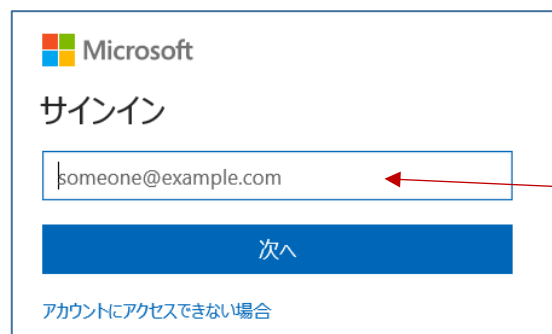 Microsoft
サインイン
someone@example.com
次へ
アカウントにアクセスできない場合